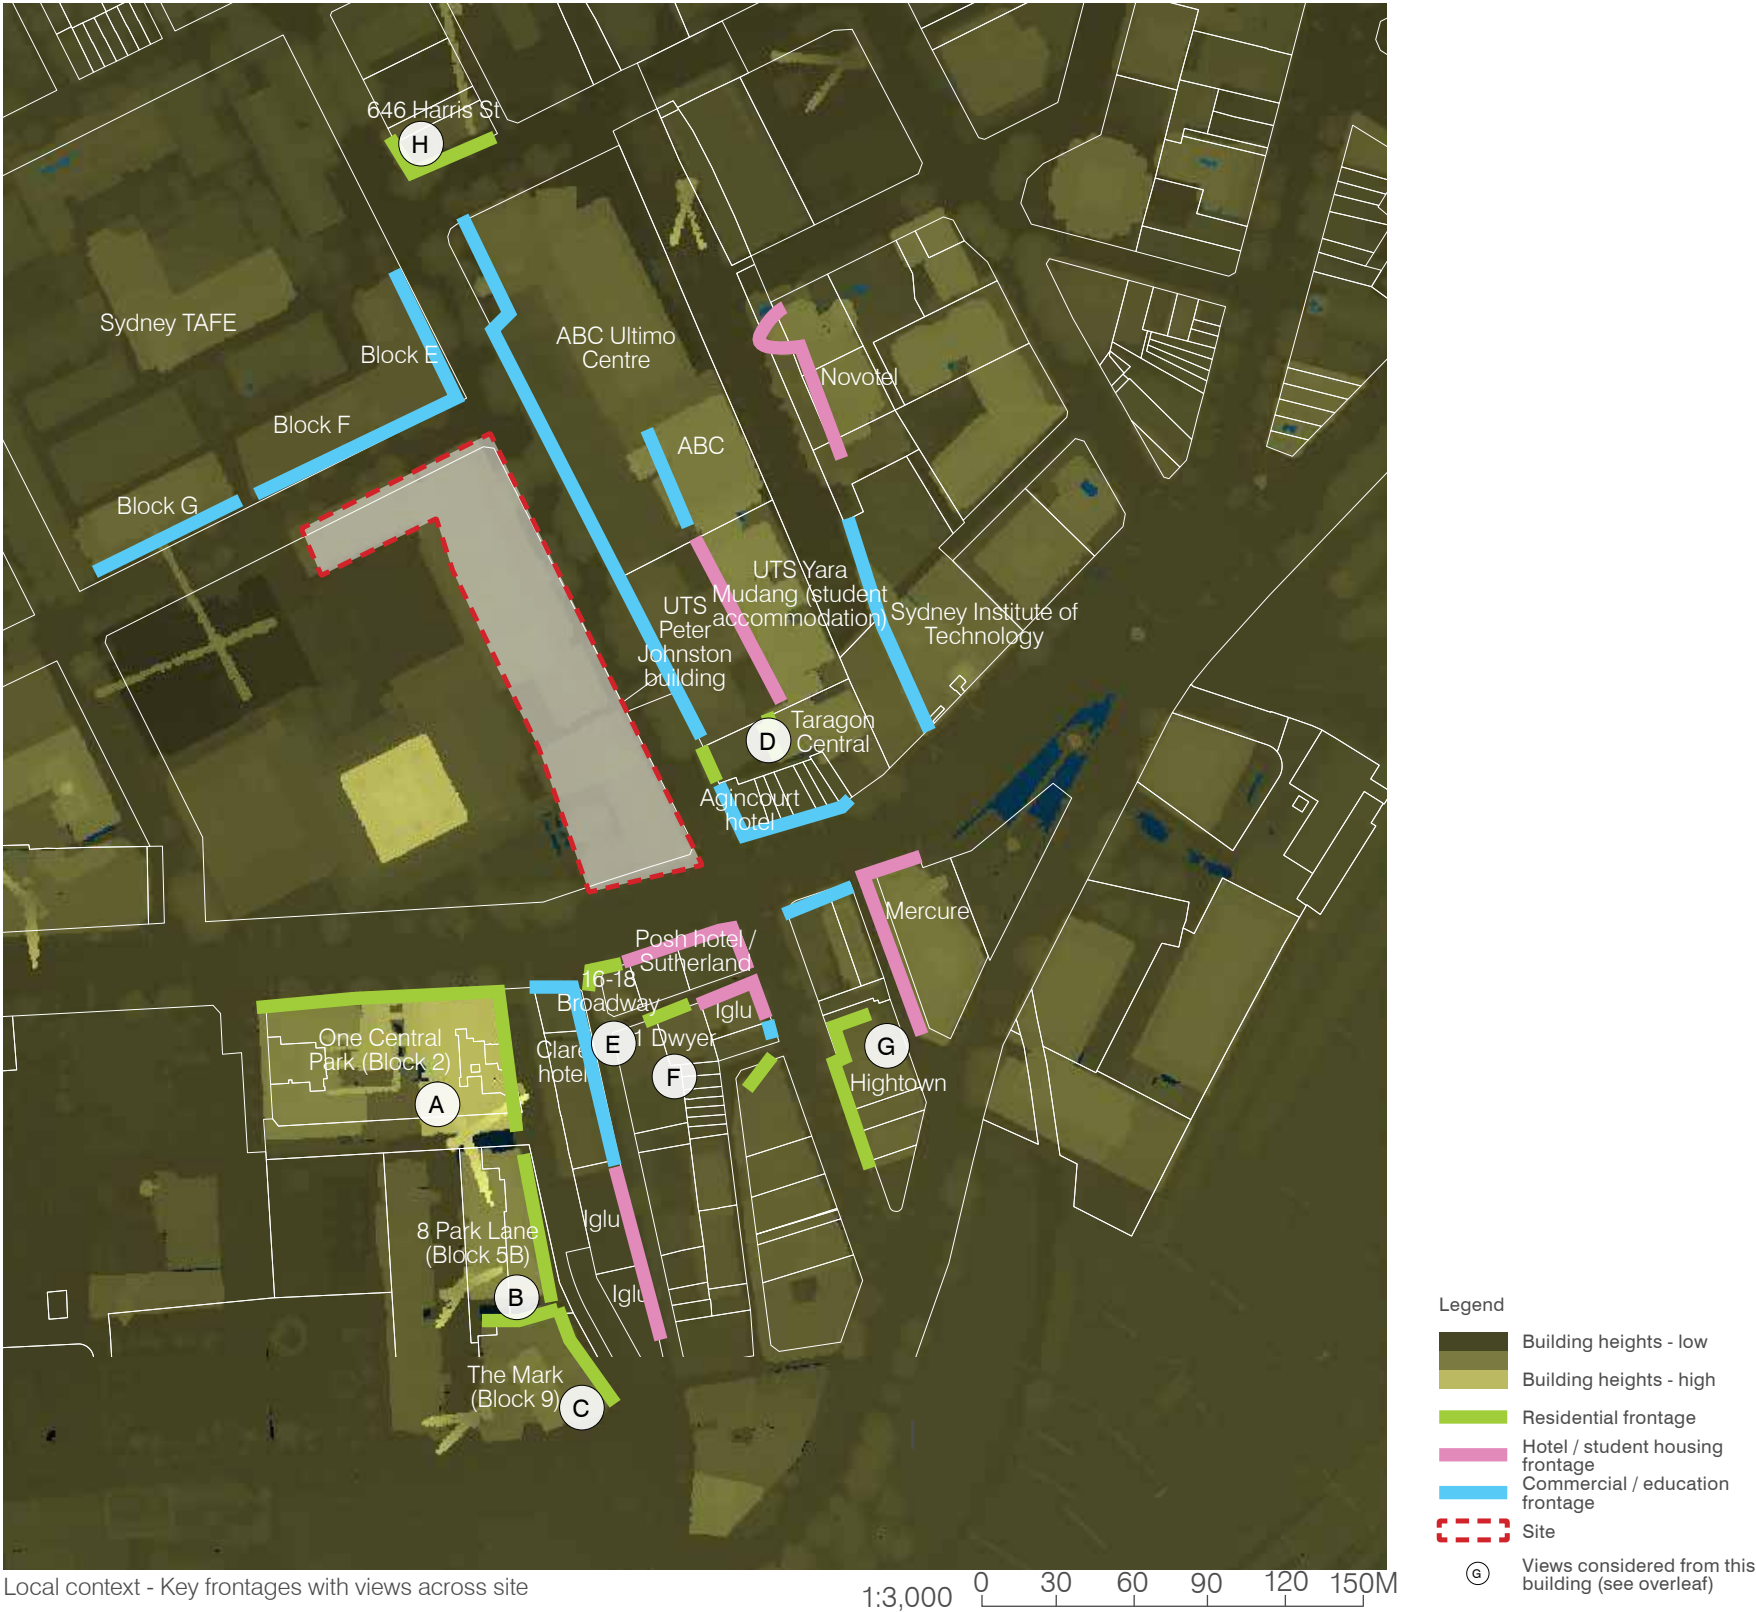 646 Harris St
H
Sydney TAFE
Block E
ABC Ultimo
Centre
Novotel
Block F
ABC
Block G
UTS Yara
Mudang (student
accommodation)
UTS
Peter
Johnston
building
Sydney Institute of
Technology
D
Taragon
Central
Agincourt
hotel
Mercure
Posh hotel /
Sutherland
16-18
Broadway
Iglu
One Central
Park (Block 2)
A
Clare
hotel
E
1 Dwyer
F
G
Hightown
8 Park Lane
(Block 5B)
B
Iglu
Iglu
The Mark
(Block 9)
C
Legend
Building heights - low
Building heights - high
Residential frontage
Hotel / student housing
frontage
Commercial / education
frontage
Site
G
Views considered from this
building (see overleaf)
Local context - Key frontages with views across site
1:3,000
0 30 60 90 120 150M